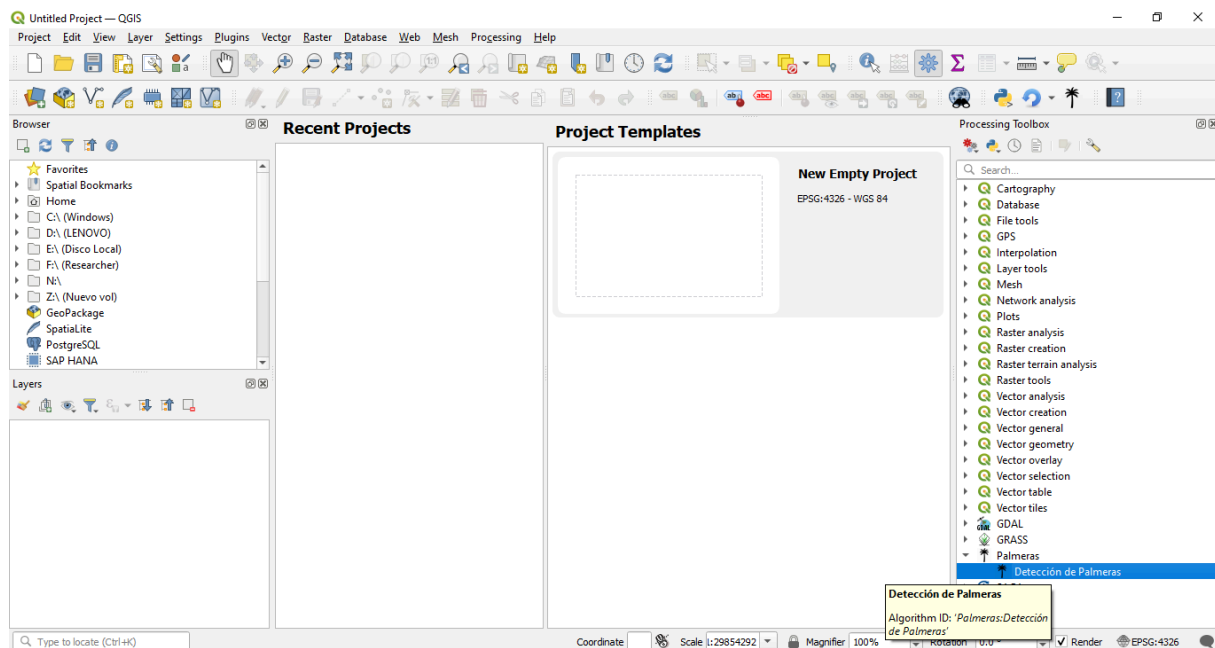 Untitled Project — QGIS
Project Edit View Layer Settings Plugins Vector Raster Database Web Mesh Processing Help
Browser
Favorites
Spatial Bookmarks
Home
C:\ (Windows)
D:\ (LENOVO)
E:\ (Disco Local)
F:\ (Researcher)
N:\
Z:\ (Nuevo vol)
GeoPackage
SpatiaLite
PostgreSQL
SAP HANA
Layers
Recent Projects
Project Templates
New Empty Project
EPSG:4326 - WGS 84
Processing Toolbox
Search...
Cartography
Database
File tools
GPS
Interpolation
Layer tools
Mesh
Network analysis
Plots
Raster analysis
Raster creation
Raster terrain analysis
Raster tools
Vector analysis
Vector creation
Vector general
Vector geometry
Vector overlay
Vector selection
Vector table
Vector tiles
GDAL
GRASS
Palmeras
Detección de Palmeras
Detección de Palmeras
Algorithm ID: 'Palmeras:Detección
de Palmeras'
Type to locate (Ctrl+K)
Coordinate Scale 1:29854292 Magnifier 100% Rotation 0.0 ° Render EPSG:4326